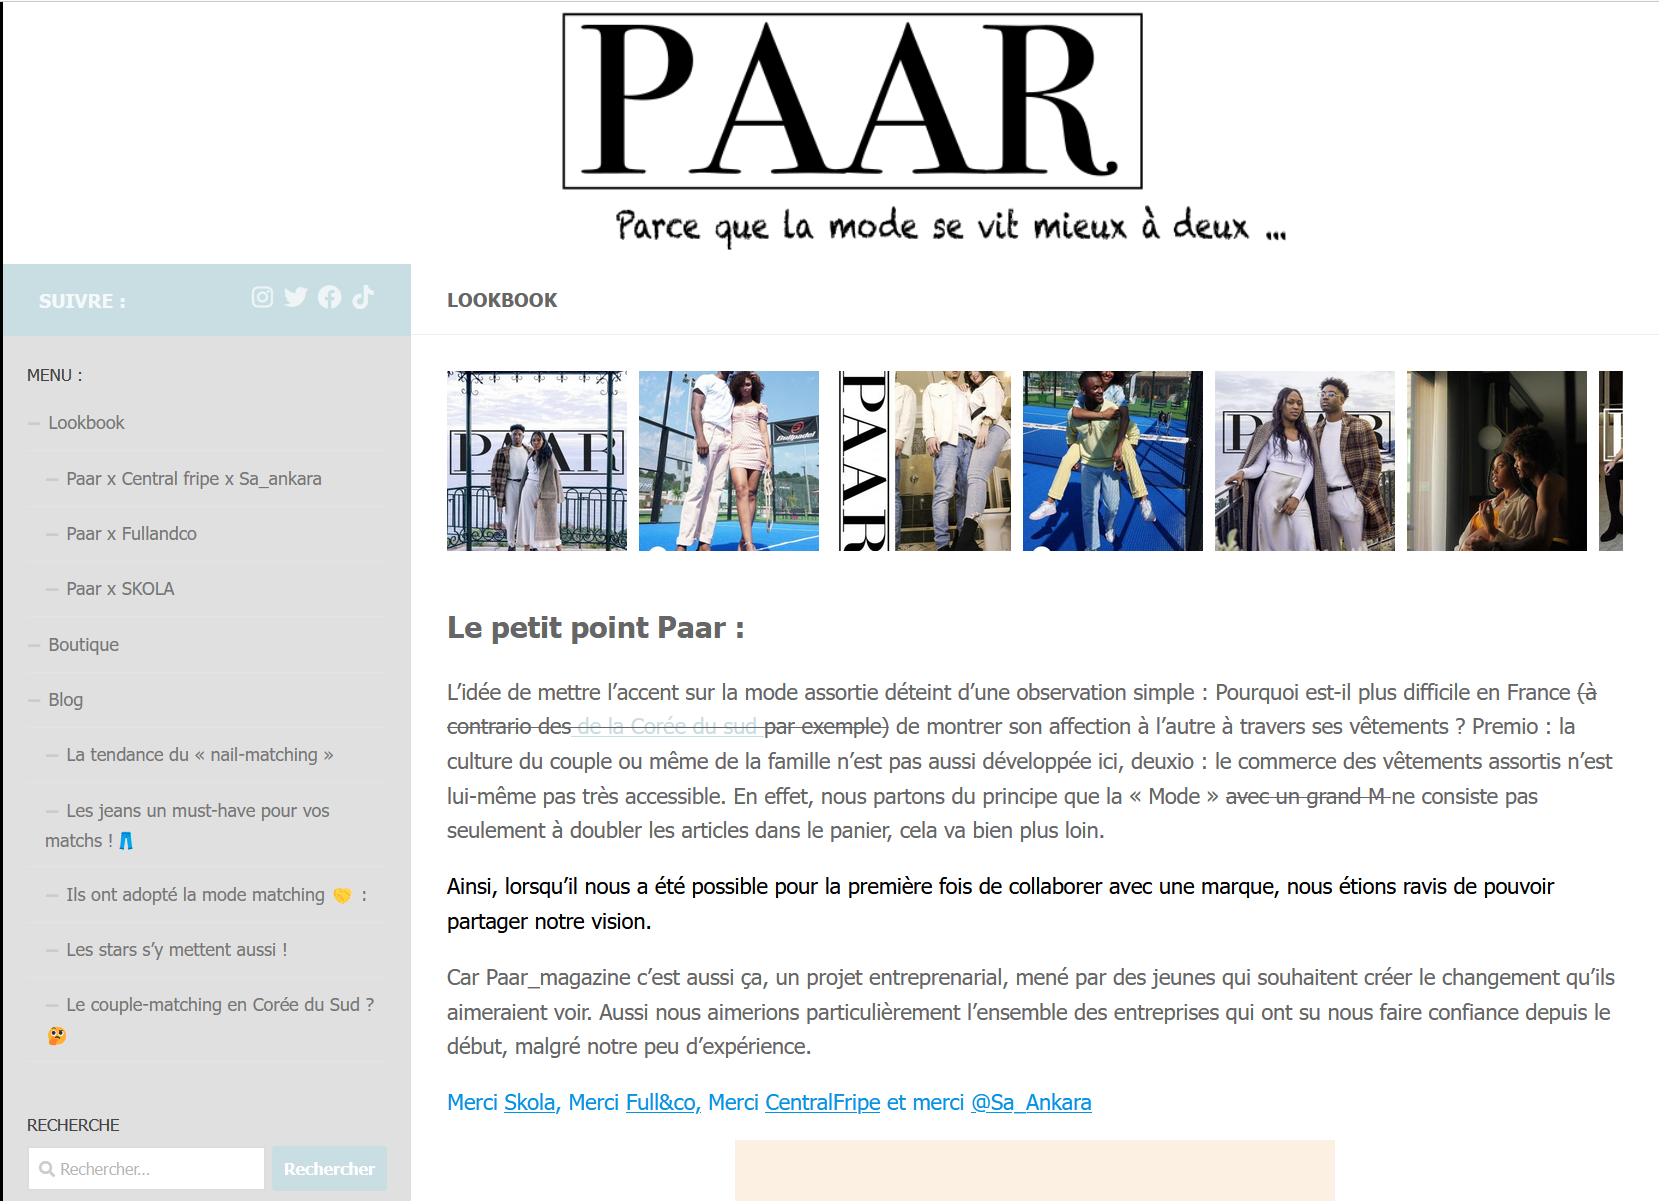 PAAR
Parce que la mode se vit mieux à deux ...
SUIVRE :
LOOKBOOK
MENU :
Lookbook
Paar x Central fripe x Sa_ankara
Paar x Fullandco
Paar x SKOLA
Boutique
Blog
La tendance du « nail-matching »
Les jeans un must-have pour vos
matchs ! 👖
Ils ont adopté la mode matching 🤝 :
Les stars s’y mettent aussi !
Le couple-matching en Corée du Sud ?
🤔
RECHERCHE
Rechercher...
Rechercher
PAAR
Bullpadel
PAAR
PAAR
Le petit point Paar :
L’idée de mettre l’accent sur la mode assortie déteint d’une observation simple : Pourquoi est-il plus difficile en France (à
contrario des de la Corée du sud par exemple) de montrer son affection à l’autre à travers ses vêtements ? Premio : la
culture du couple ou même de la famille n’est pas aussi développée ici, deuxio : le commerce des vêtements assortis n’est
lui-même pas très accessible. En effet, nous partons du principe que la « Mode » avec un grand M ne consiste pas
seulement à doubler les articles dans le panier, cela va bien plus loin.
Ainsi, lorsqu’il nous a été possible pour la première fois de collaborer avec une marque, nous étions ravis de pouvoir
partager notre vision.
Car Paar_magazine c’est aussi ça, un projet entreprenarial, mené par des jeunes qui souhaitent créer le changement qu’ils
aimeraient voir. Aussi nous aimerions particulièrement l’ensemble des entreprises qui ont su nous faire confiance depuis le
début, malgré notre peu d’expérience.
Merci Skola, Merci Full&co, Merci CentralFripe et merci @Sa_Ankara